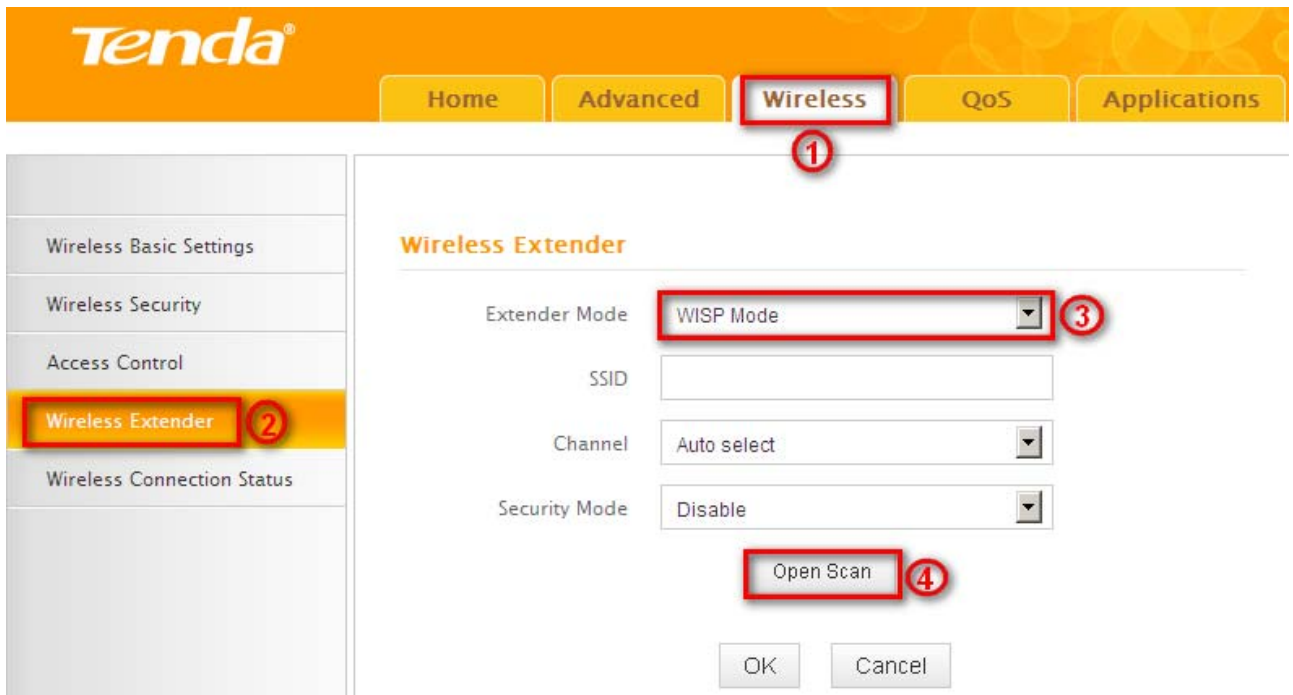 Tenda®
Home Advanced Wireless QoS Applications
①
Wireless Basic Settings
Wireless Security
Access Control
Wireless Extender ②
Wireless Connection Status
Wireless Extender
Extender Mode WISP Mode ③
SSID
Channel Auto select
Security Mode Disable
Open Scan ④
OK Cancel